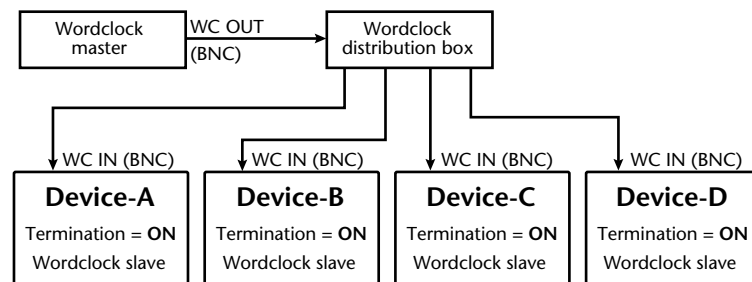 Wordclock
master
WC OUT
(BNC)
Wordclock
distribution box
WC IN (BNC)
WC IN (BNC)
WC IN (BNC)
WC IN (BNC)
Device-A
Termination = ON
Wordclock slave
Device-B
Termination = ON
Wordclock slave
Device-C
Termination = ON
Wordclock slave
Device-D
Termination = ON
Wordclock slave